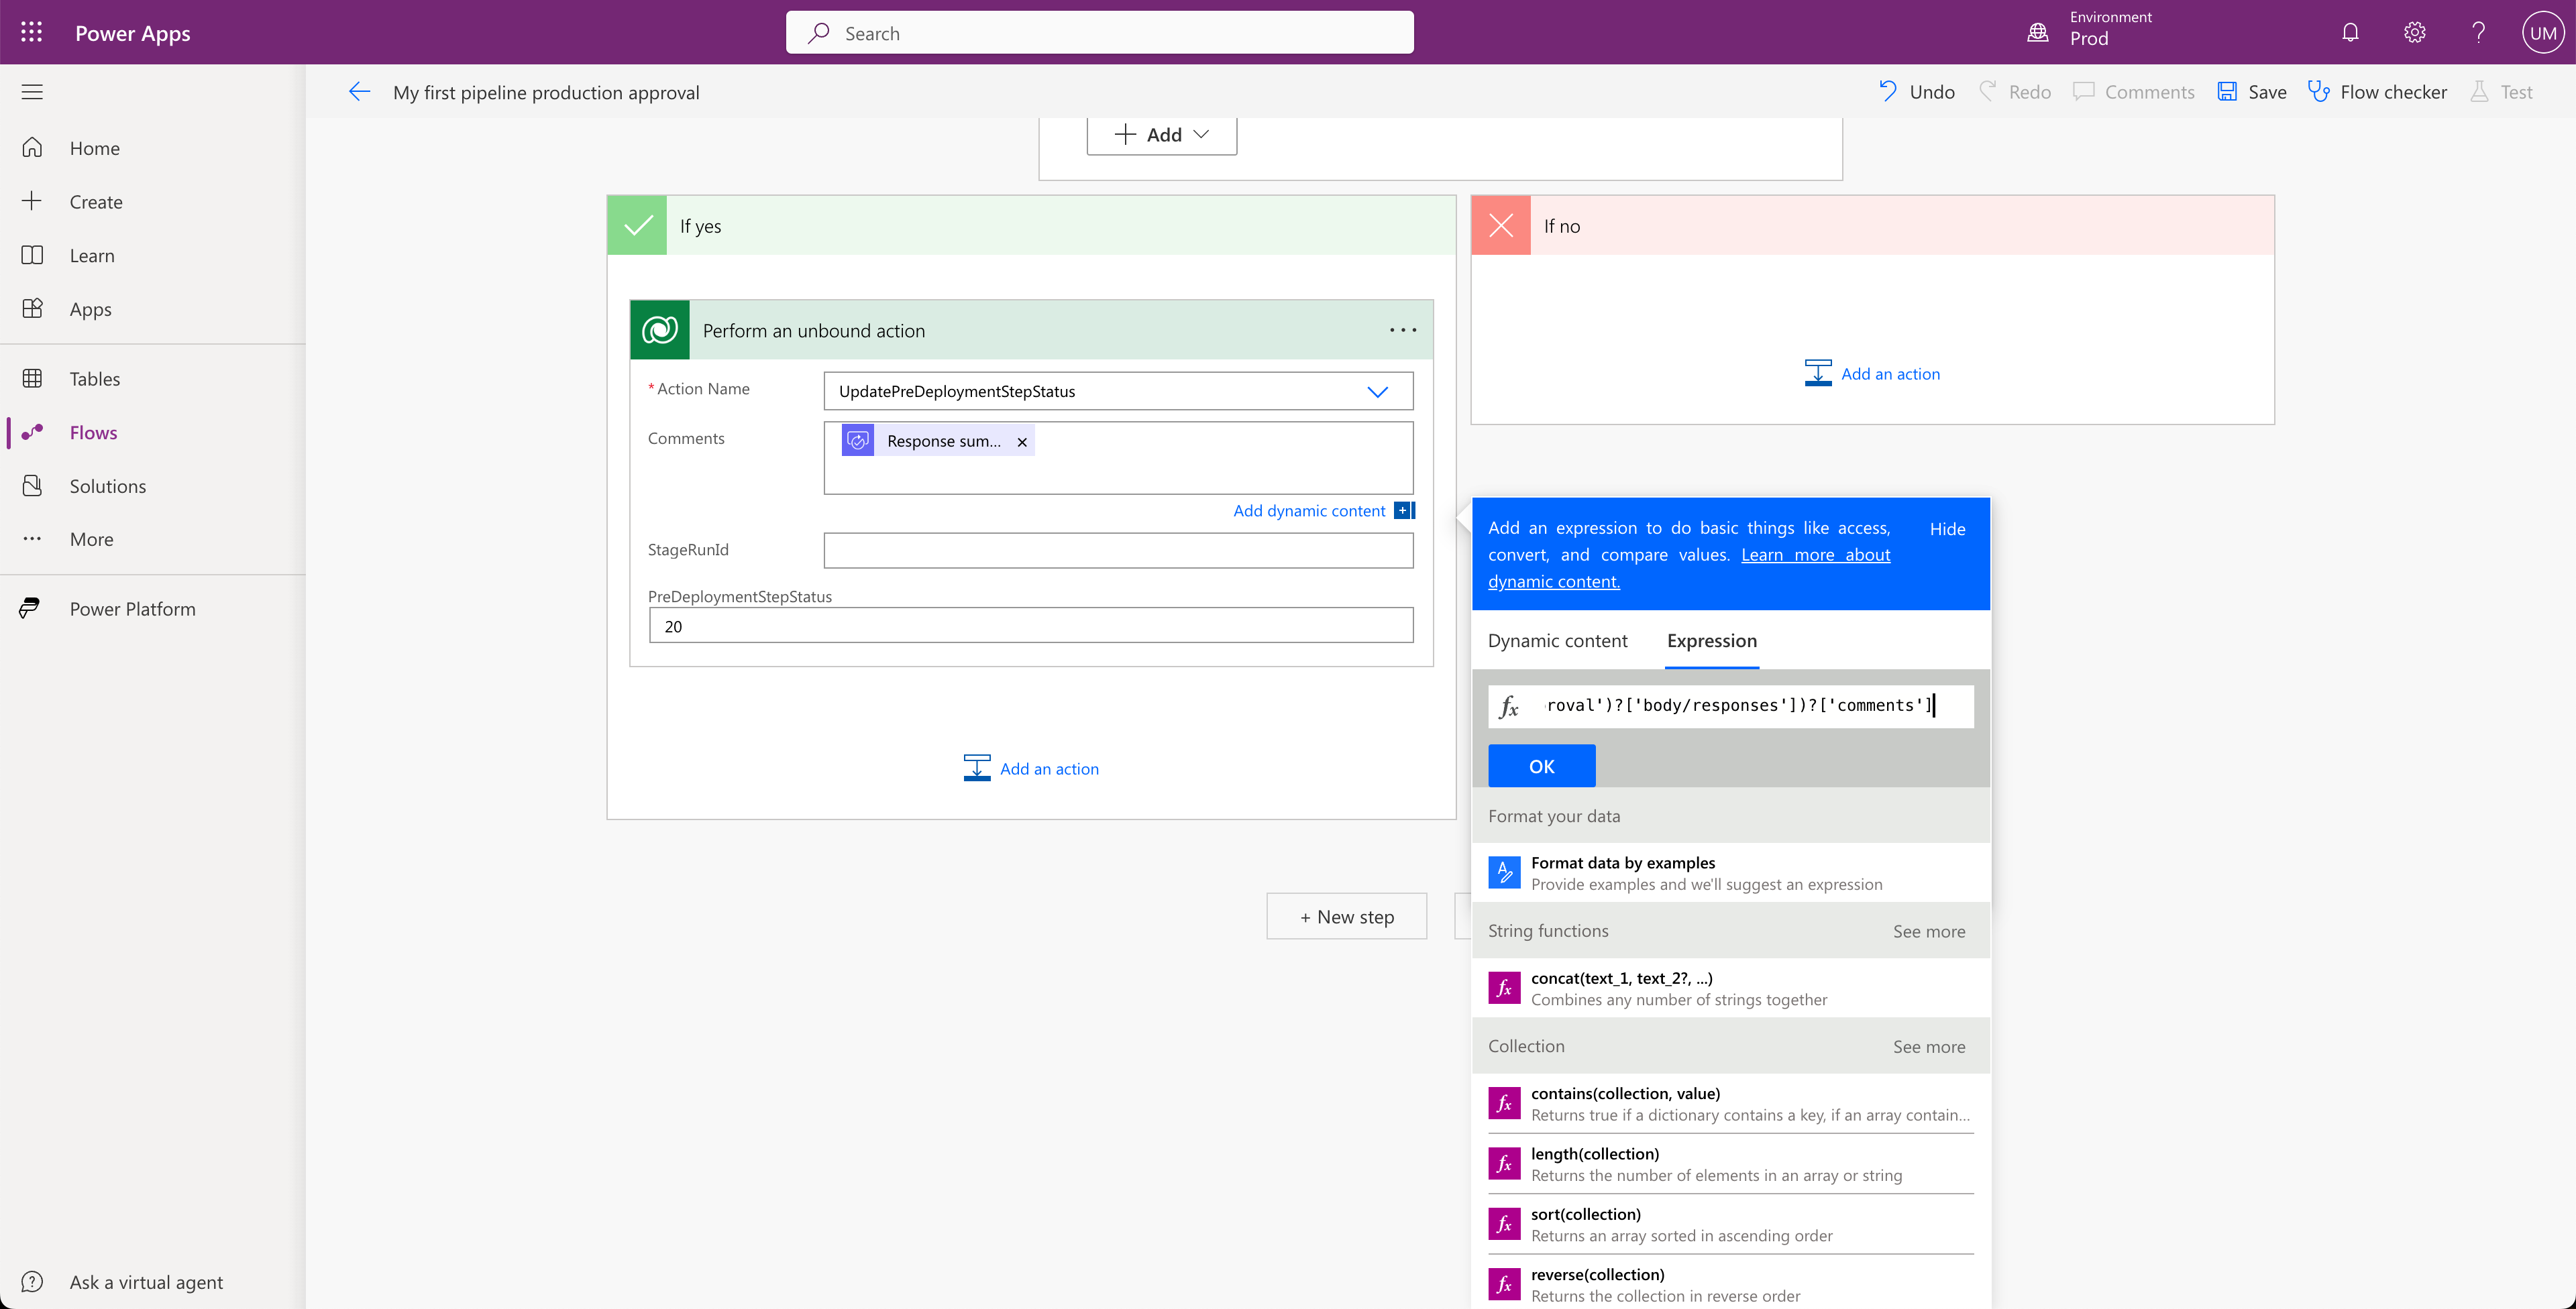 Power Apps
Search
Environment
Prod
UM
My first pipeline production approval
Undo
Redo
Comments
Save
Flow checker
Test
Home
Create
Learn
Apps
Tables
Flows
Solutions
More
Power Platform
Ask a virtual agent
Add
If yes
Perform an unbound action
* Action Name
UpdatePreDeploymentStepStatus
Comments
Response sum...
Add dynamic content
StageRunId
PreDeploymentStepStatus
20
Add an action
If no
Add an action
+ New step
Add an expression to do basic things like access,
convert, and compare values. Learn more about
dynamic content.
Hide
Dynamic content
Expression
fx
roval')?['body/responses'])?['comments']
OK
Format your data
Format data by examples
Provide examples and we'll suggest an expression
String functions
See more
fx
concat(text_1, text_2?, ...)
Combines any number of strings together
Collection
See more
fx
contains(collection, value)
Returns true if a dictionary contains a key, if an array contain...
fx
length(collection)
Returns the number of elements in an array or string
fx
sort(collection)
Returns an array sorted in ascending order
fx
reverse(collection)
Returns the collection in reverse order